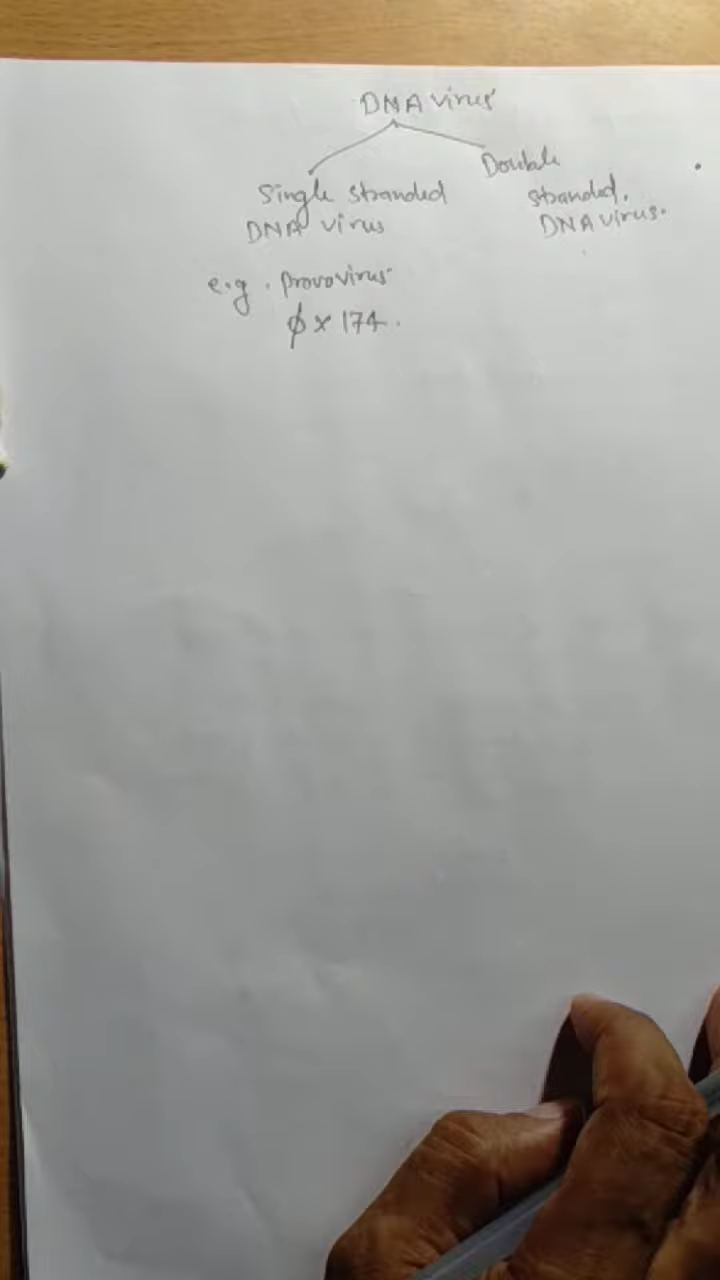 DNA virus
Single stranded
DNA virus
Double
stranded.
DNA virus.
e.g. provovirus
ϕ x 174.